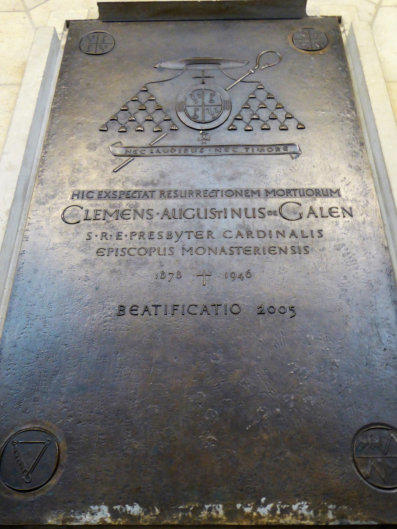 NEC LAUDIBUS · NEC TIMORE
HIC EXSPECTAT RESURRECTIONEM MORTUORUM
CLEMENS · AUGUSTINUS DE GALEN
S·R·E·PRESBYTER CARDINALIS
EPISCOPUS MONASTERIENSIS
1878 + 1946
BEATIFICATIO 2005